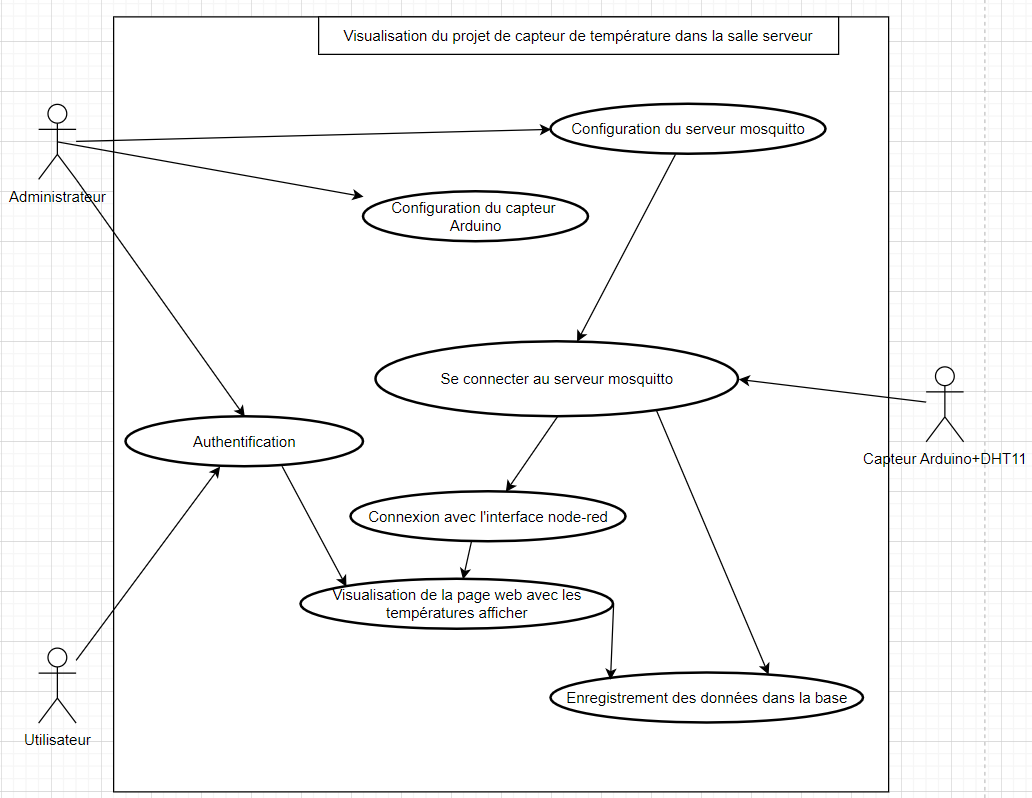 Visualisation du projet de capteur de température dans la salle serveur
Configuration du serveur mosquitto
Administrateur
Configuration du capteur
Arduino
Se connecter au serveur mosquitto
Authentification
Capteur Arduino+DHT11
Connexion avec l'interface node-red
Visualisation de la page web avec les
températures afficher
Enregistrement des données dans la base
Utilisateur